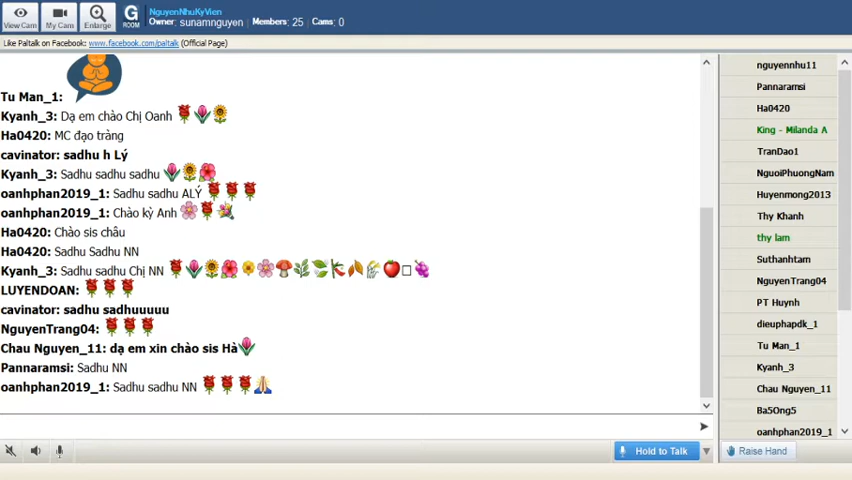 View Cam
My Cam
Enlarge
G
ROOM
NguyenNhuKyVien
Owner: sunamnguyen Members: 25 Cams: 0
Like Paltalk on Facebook: www.facebook.com/paltalk (Official Page)
Tu Man_1:
Kyanh_3: Dạ em chào Chị Oanh
Ha0420: MC đạo tràng
cavinator: sadhu h Lý
Kyanh_3: Sadhu sadhu sadhu
oanhphan2019_1: Sadhu sadhu ALÝ
oanhphan2019_1: Chào kỳ Anh
Ha0420: Chào sis châu
Ha0420: Sadhu Sadhu NN
Kyanh_3: Sadhu sadhu Chị NN
LUYENDOAN:
cavinator: sadhu sadhuuuuu
NguyenTrang04:
Chau Nguyen_11: dạ em xin chào sis Hà
Pannaramsi: Sadhu NN
oanhphan2019_1: Sadhu sadhu NN
Hold to Talk
nguyennhu11
Pannaramsi
Ha0420
King - Milanda A
TranDao1
NguoiPhuongNam
Huyenmong2013
Thy Khanh
thy lam
Suthanhtam
NguyenTrang04
PT Huynh
dieuphapdk_1
Tu Man_1
Kyanh_3
Chau Nguyen_11
Ba5Ong5
oanhphan2019_1
Raise Hand